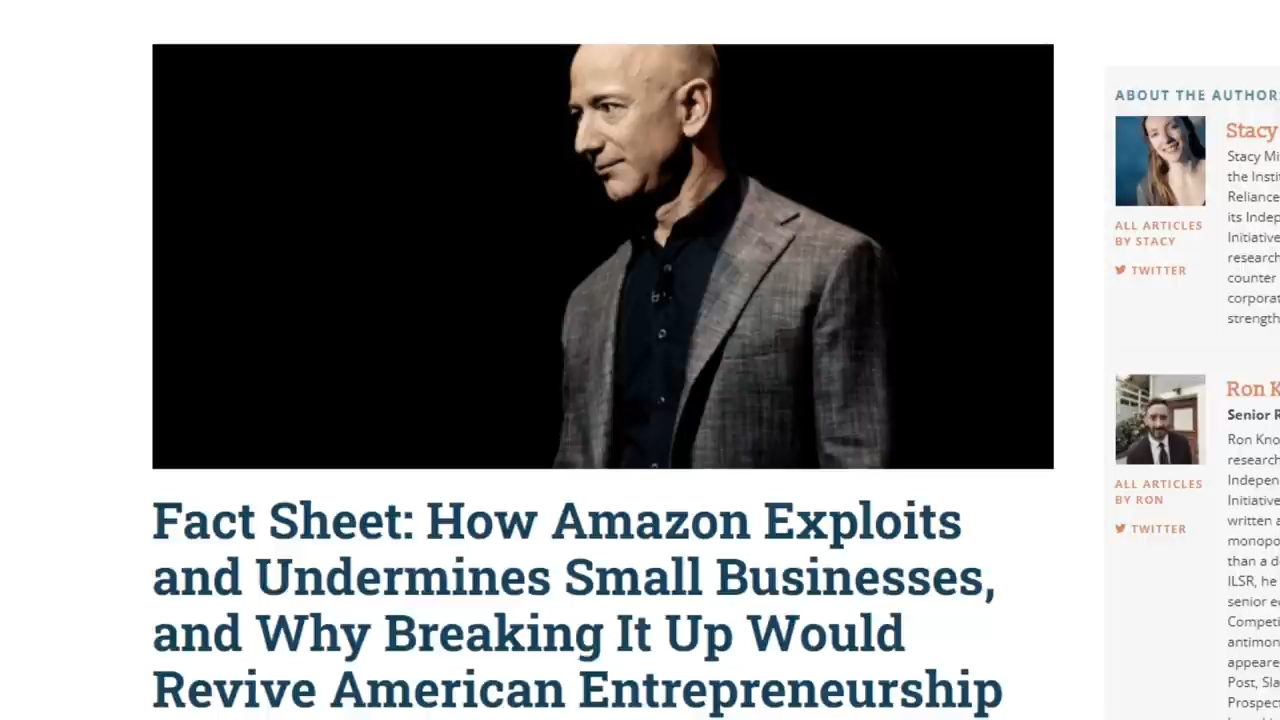 Fact Sheet: How Amazon Exploits
and Undermines Small Businesses,
and Why Breaking It Up Would
Revive American Entrepreneurship
ABOUT THE AUTHOR
Stacy
Stacy Mi
the Insti
Reliance
its Indep
Initiative
research
counter
corporat
strength
ALL ARTICLES
BY STACY
TWITTER
Ron K
Senior R
Ron Kno
research
Indepen
Initiative
written a
monopo
than a d
ILSR, he
senior e
Competi
antimon
appeare
Post, Sla
Prospec
ALL ARTICLES
BY RON
TWITTER